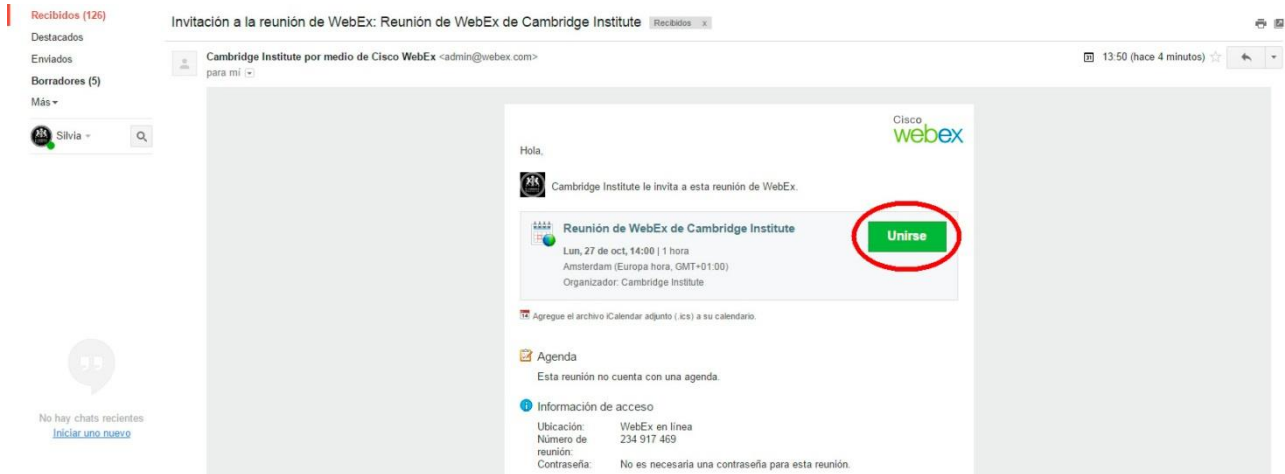 Recibidos (126)
Destacados
Enviados
Borradores (5)
Más
Silvia
No hay chats recientes
Iniciar uno nuevo
Invitación a la reunión de WebEx: Reunión de WebEx de Cambridge Institute Recibidos x
Cambridge Institute por medio de Cisco WebEx <admin@webex.com>
para mí
31 13:50 (hace 4 minutos)
Cisco
webex
Hola,
Cambridge Institute le invita a esta reunión de WebEx.
Reunión de WebEx de Cambridge Institute
Unirse
Lun, 27 de oct, 14:00 | 1 hora
Amsterdam (Europa hora, GMT+01:00)
Organizador: Cambridge Institute
14 Agregue el archivo iCalendar adjunto (.ics) a su calendario.
Agenda
Esta reunión no cuenta con una agenda.
Información de acceso
Ubicación: WebEx en línea
Número de 234 917 469
reunión:
Contraseña: No es necesaria una contraseña para esta reunión.